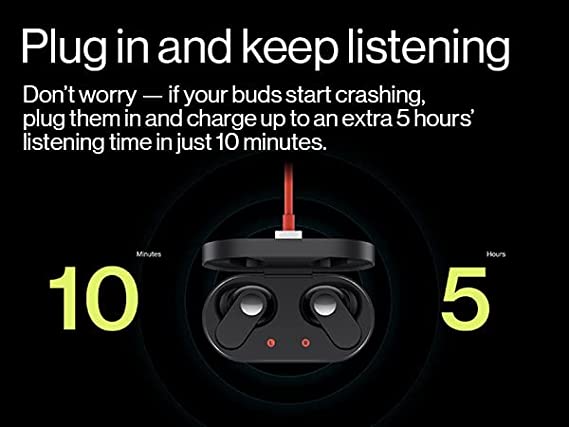 Plug in and keep listening
Don't worry — if your buds start crashing,
plug them in and charge up to an extra 5 hours'
listening time in just 10 minutes.
Minutes
10
Hours
5
L R